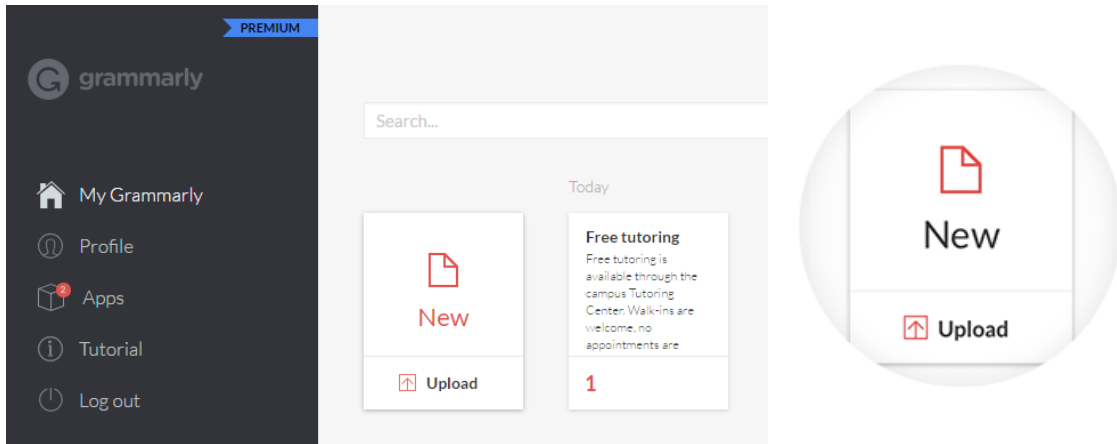 PREMIUM
grammarly
Search...
My Grammarly
Profile
2
Apps
Tutorial
Log out
Today
New
Upload
Free tutoring
Free tutoring is
available through the
campus Tutoring
Center. Walk-ins are
welcome, no
appointments are
1
New
Upload